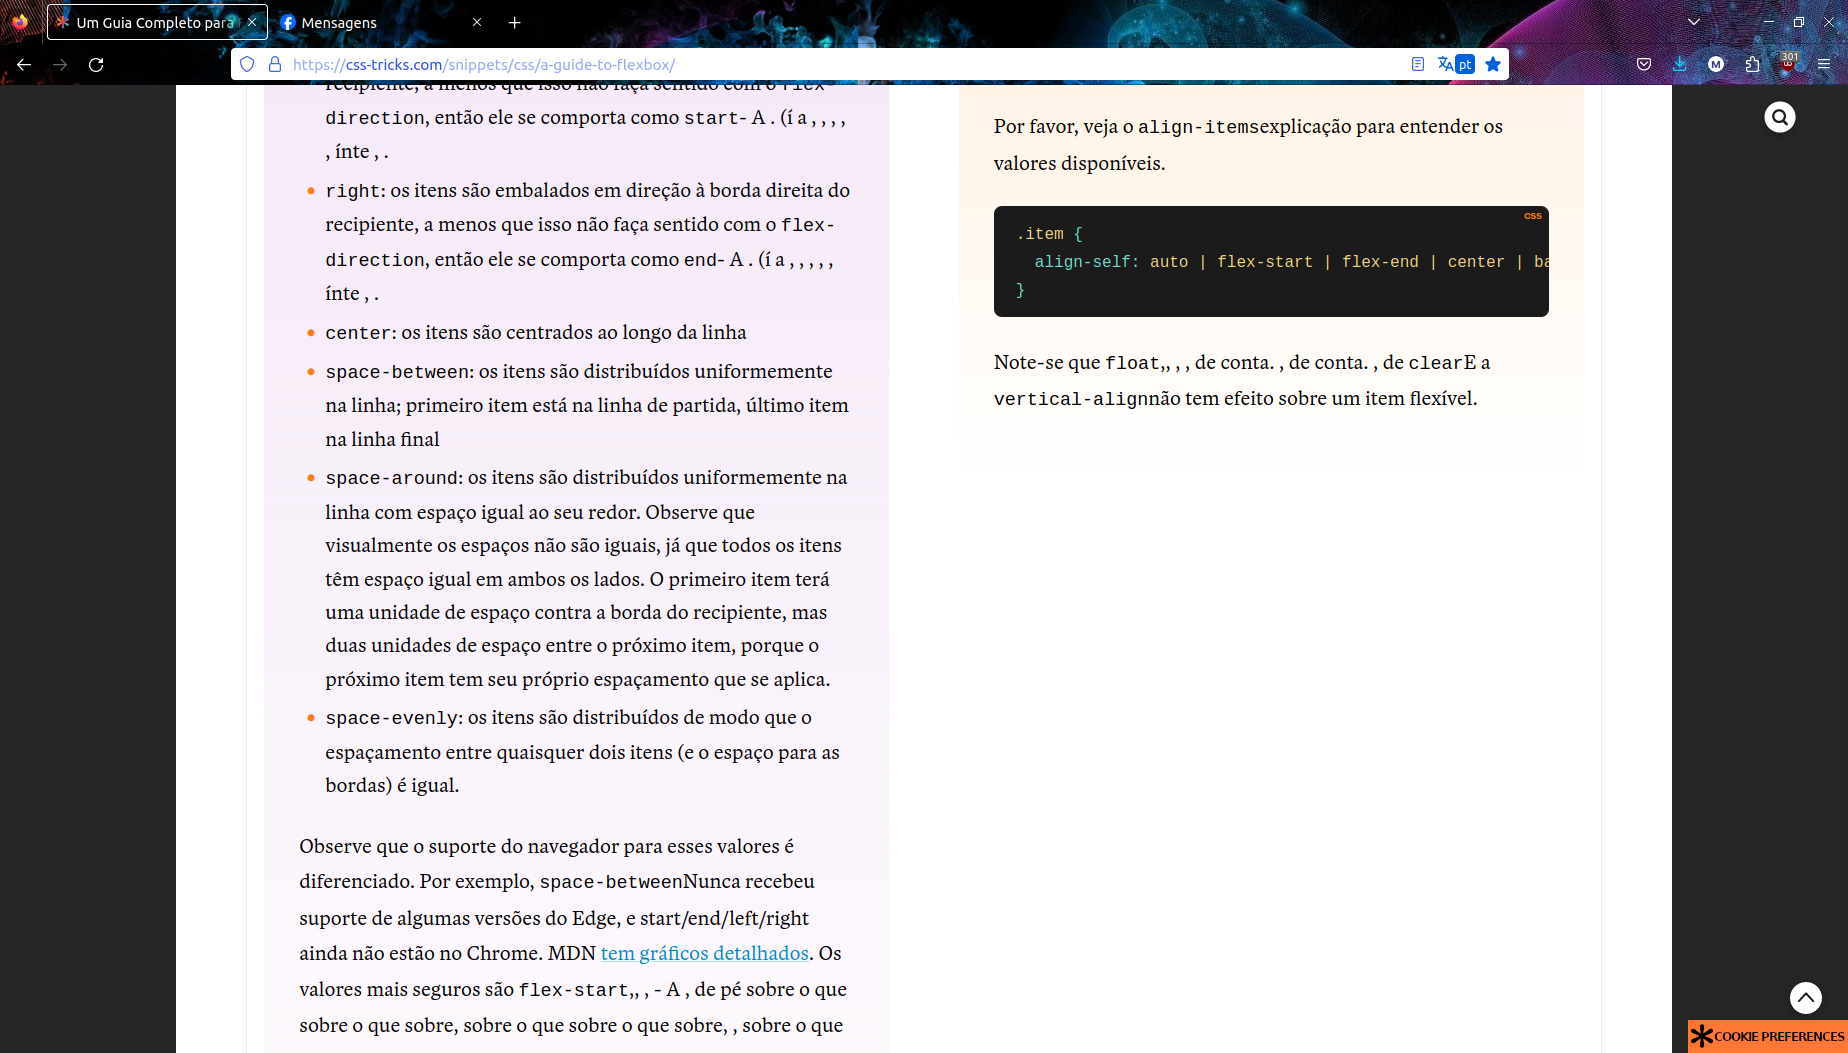 Um Guia Completo para
Mensagens
https://css-tricks.com/snippets/css/a-guide-to-flexbox/
pt
M
301
recipiente, a menos que isso não faça sentido com o flex-
direction, então ele se comporta como start- A . (í a , , , ,
, ínte , .
right: os itens são embalados em direção à borda direita do
recipiente, a menos que isso não faça sentido com o flex-
direction, então ele se comporta como end- A . (í a , , , , ,
ínte , .
center: os itens são centrados ao longo da linha
space-between: os itens são distribuídos uniformemente
na linha; primeiro item está na linha de partida, último item
na linha final
space-around: os itens são distribuídos uniformemente na
linha com espaço igual ao seu redor. Observe que
visualmente os espaços não são iguais, já que todos os itens
têm espaço igual em ambos os lados. O primeiro item terá
uma unidade de espaço contra a borda do recipiente, mas
duas unidades de espaço entre o próximo item, porque o
próximo item tem seu próprio espaçamento que se aplica.
space-evenly: os itens são distribuídos de modo que o
espaçamento entre quaisquer dois itens (e o espaço para as
bordas) é igual.
Observe que o suporte do navegador para esses valores é
diferenciado. Por exemplo, space-betweenNunca recebeu
suporte de algumas versões do Edge, e start/end/left/right
ainda não estão no Chrome. MDN tem gráficos detalhados. Os
valores mais seguros são flex-start,, , - A , de pé sobre o que
sobre o que sobre, sobre o que sobre o que sobre, , sobre o que
Por favor, veja o align-itemsexplicação para entender os
valores disponíveis.
CSS
.item {
align-self: auto | flex-start | flex-end | center | ba
}
Note-se que float,, , , de conta. , de conta. , de clearE a
vertical-alignnão tem efeito sobre um item flexível.
COOKIE PREFERENCES